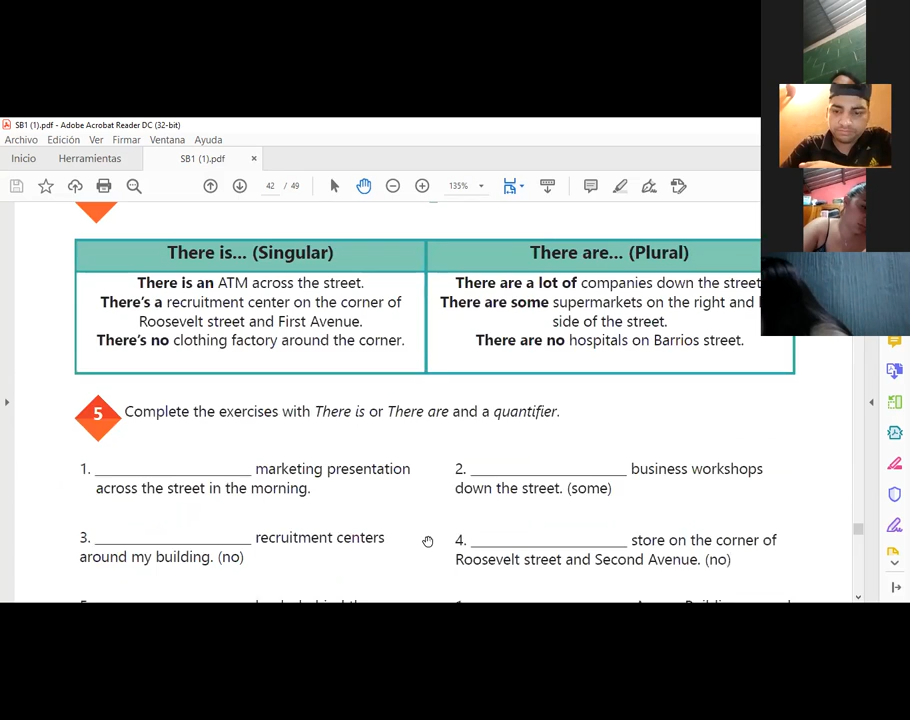 SB1 (1).pdf - Adobe Acrobat Reader DC (32-bit)
Archivo Edición Ver Firmar Ventana Ayuda
Inicio Herramientas SB1 (1).pdf ×
42 / 49 135%
There is... (Singular)
There is an ATM across the street.
There's a recruitment center on the corner of
Roosevelt street and First Avenue.
There's no clothing factory around the corner.
There are... (Plural)
There are a lot of companies down the street
There are some supermarkets on the right and
side of the street.
There are no hospitals on Barrios street.
5 Complete the exercises with There is or There are and a quantifier.
1. ____________________ marketing presentation
across the street in the morning.
2. ____________________ business workshops
down the street. (some)
3. ____________________ recruitment centers
around my building. (no)
4. ____________________ store on the corner of
Roosevelt street and Second Avenue. (no)